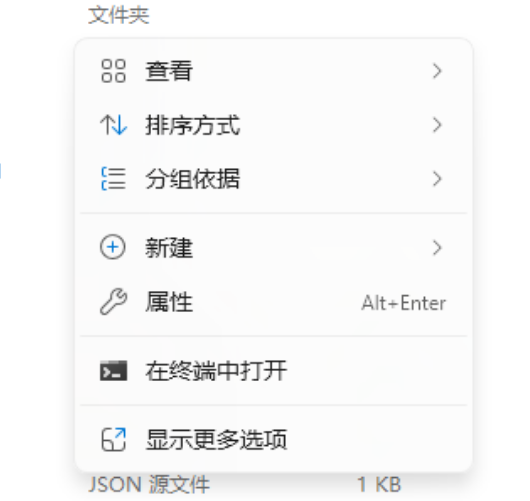 文件夹
查看
排序方式
分组依据
新建
属性 Alt+Enter
在终端中打开
显示更多选项
JSON 源文件 1 KB